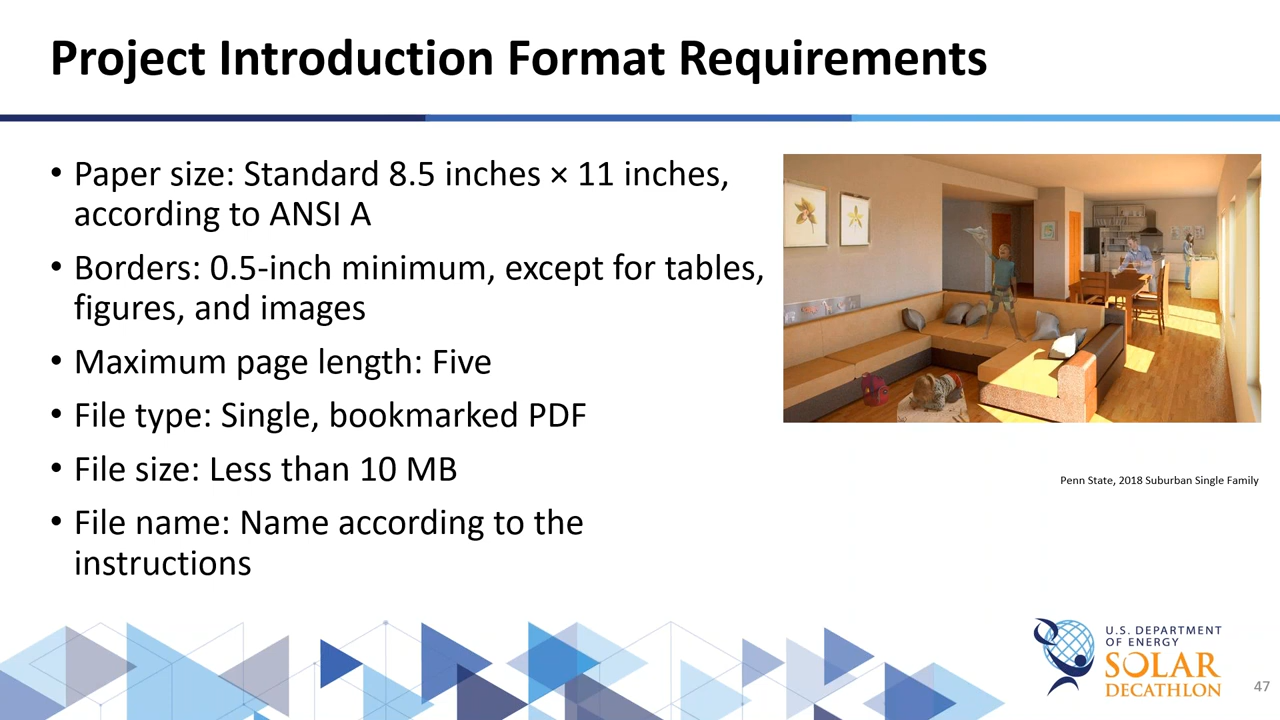 Project Introduction Format Requirements
• Paper size: Standard 8.5 inches × 11 inches,
according to ANSI A
• Borders: 0.5-inch minimum, except for tables,
figures, and images
• Maximum page length: Five
• File type: Single, bookmarked PDF
• File size: Less than 10 MB
• File name: Name according to the
instructions
Penn State, 2018 Suburban Single Family
U.S. DEPARTMENT
OF ENERGY
SOLAR
DECATHLON
47